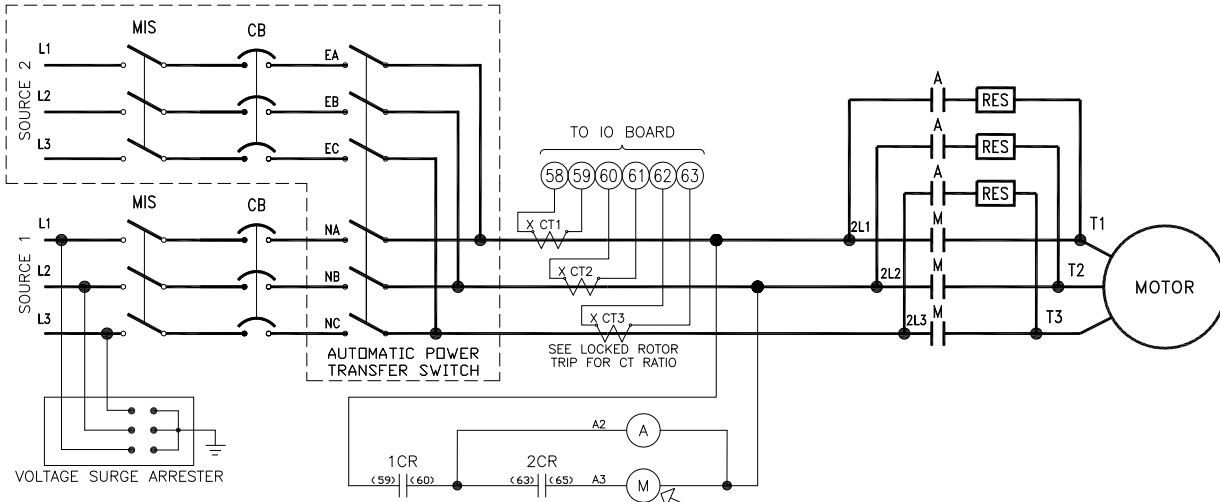 MIS
CB
L1
EA
L2
EB
L3
EC
SOURCE 2
A
RES
A
RES
A
RES
TO IO BOARD
58 59 60 61 62 63
MIS
CB
L1
NA
X CT1
2L1
M
T1
L2
NB
X CT2
2L2
M
T2
MOTOR
L3
NC
X CT3
2L3
M
T3
SOURCE 1
AUTOMATIC POWER
TRANSFER SWITCH
SEE LOCKED ROTOR
TRIP FOR CT RATIO
VOLTAGE SURGE ARRESTER
A2
A
1CR
2CR
(59) (60)
(63) (65)
A3
M